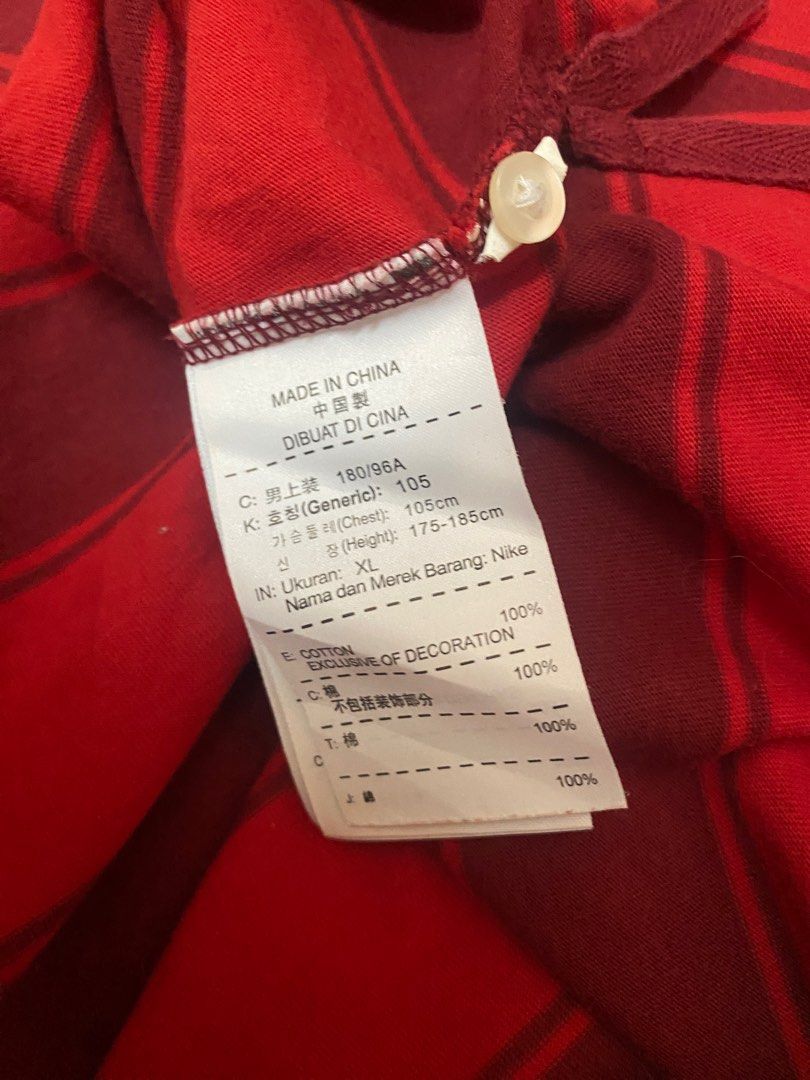 MADE IN CHINA
中国製
DIBUAT DI CINA
C: 男上装 180/96A
K: 호칭(Generic): 105
가슴둘레(Chest): 105cm
신 장(Height): 175-185cm
IN: Ukuran: XL
Nama dan Merek Barang: Nike
100%
E: COTTON
EXCLUSIVE OF DECORATION
100%
C: 棉
不包括装饰部分
100%
T: 棉
100%
綿
C